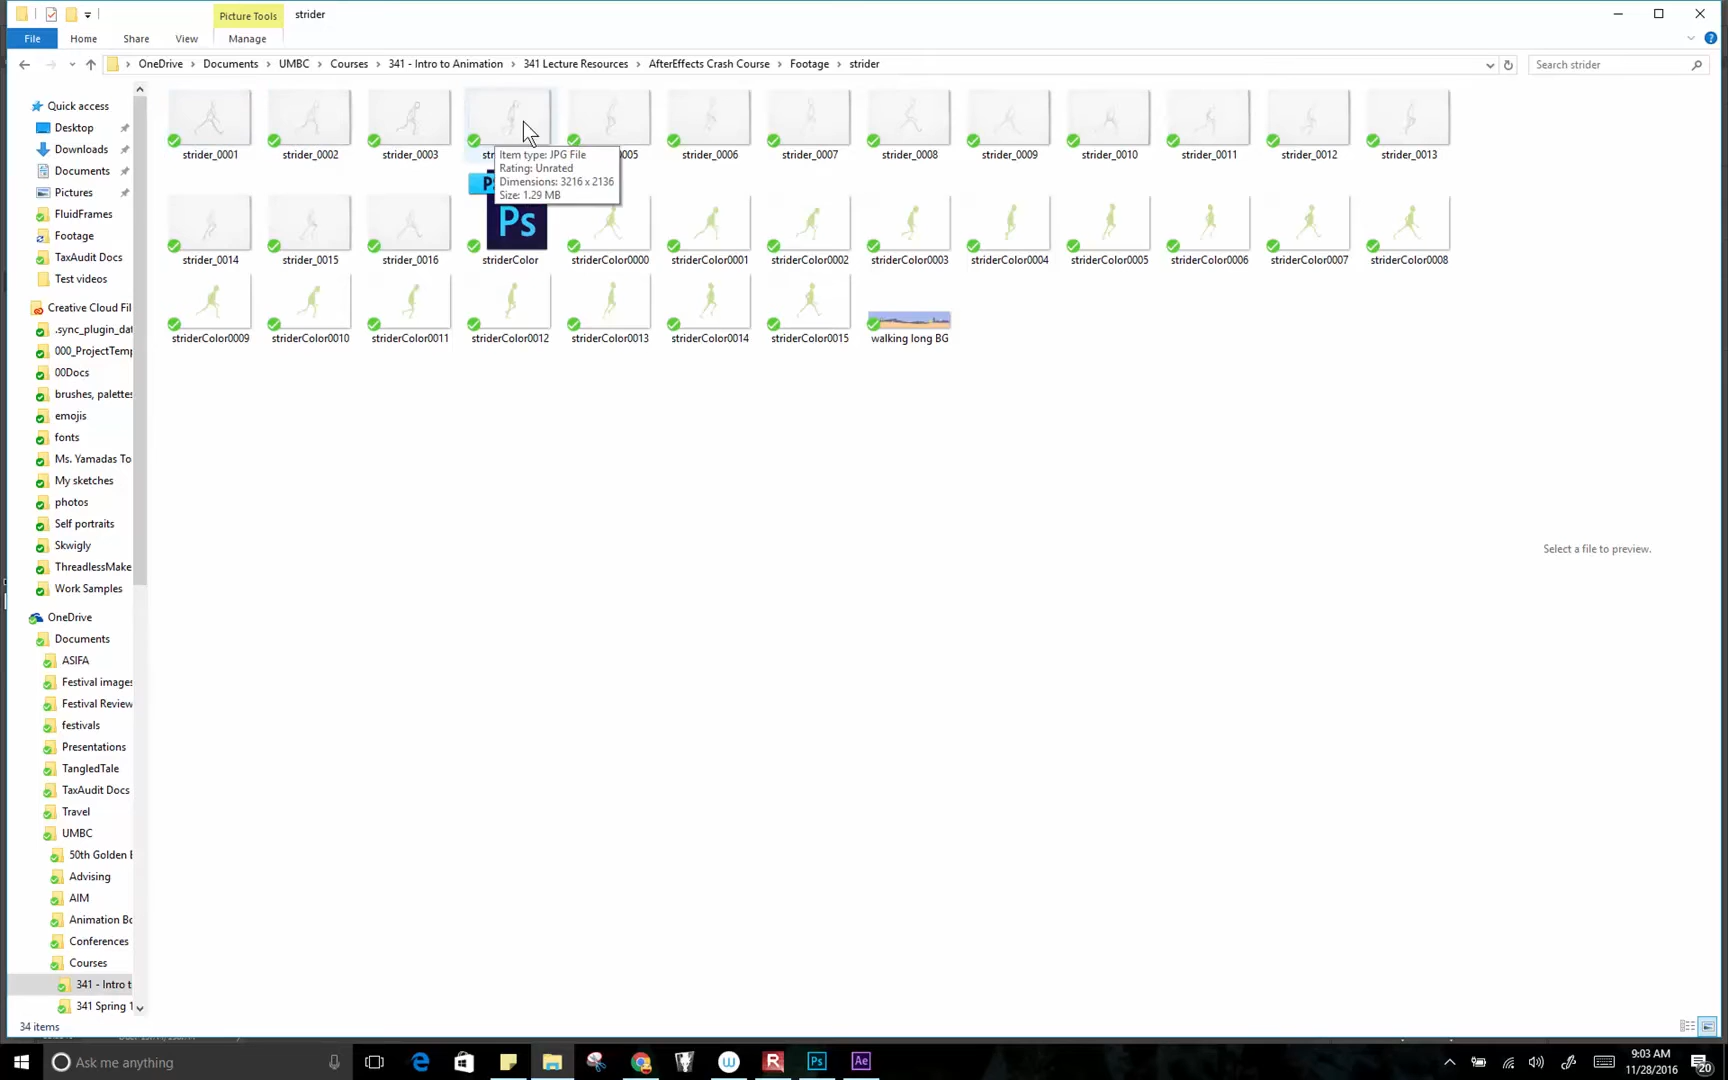 Picture Tools
strider
File
Home
Share
View
Manage
OneDrive
Documents
UMBC
Courses
341 - Intro to Animation
341 Lecture Resources
AfterEffects Crash Course
Footage
strider
Search strider
Quick access
Desktop
Downloads
Documents
Pictures
FluidFrames
Footage
TaxAudit Docs
Test videos
Creative Cloud Fil
.sync_plugin_dat
000_ProjectTemp
00Docs
brushes, palettes
emojis
fonts
Ms. Yamadas To
My sketches
photos
Self portraits
Skwigly
ThreadlessMake
Work Samples
OneDrive
Documents
ASIFA
Festival images
Festival Review
festivals
Presentations
TangledTale
TaxAudit Docs
Travel
UMBC
50th Golden E
Advising
AIM
Animation Bo
Conferences
Courses
341 - Intro t
341 Spring 1
strider_0001
strider_0002
strider_0003
str
005
strider_0006
strider_0007
strider_0008
strider_0009
strider_0010
strider_0011
strider_0012
strider_0013
Item type: JPG File
Rating: Unrated
Dimensions: 3216 x 2136
Size: 1.29 MB
Ps
strider_0014
strider_0015
strider_0016
striderColor
striderColor0000
striderColor0001
striderColor0002
striderColor0003
striderColor0004
striderColor0005
striderColor0006
striderColor0007
striderColor0008
striderColor0009
striderColor0010
striderColor0011
striderColor0012
striderColor0013
striderColor0014
striderColor0015
walking long BG
Select a file to preview.
34 items
Ask me anything
Ps
Ae
9:03 AM
11/28/2016
20